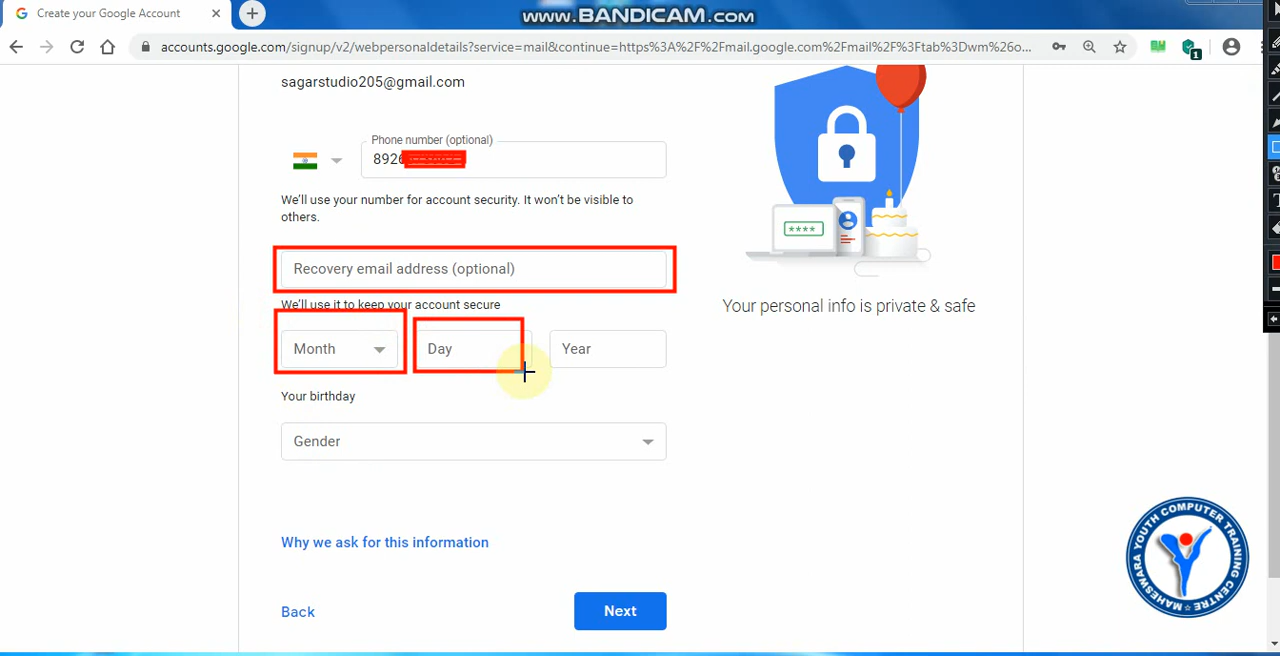 Create your Google Account
www.BANDICAM.com
accounts.google.com/signup/v2/webpersonaldetails?service=mail&continue=https%3A%2F%2Fmail.google.com%2Fmail%2F%3Ftab%3Dwm%26o...
1
sagarstudio205@gmail.com
Phone number (optional)
8926
We'll use your number for account security. It won't be visible to
others.
Recovery email address (optional)
We'll use it to keep your account secure
Month
Day
Year
Your birthday
Gender
Why we ask for this information
Back
Next
****
Your personal info is private & safe
MAHESWARA YOUTH COMPUTER TRAINING CENTRE